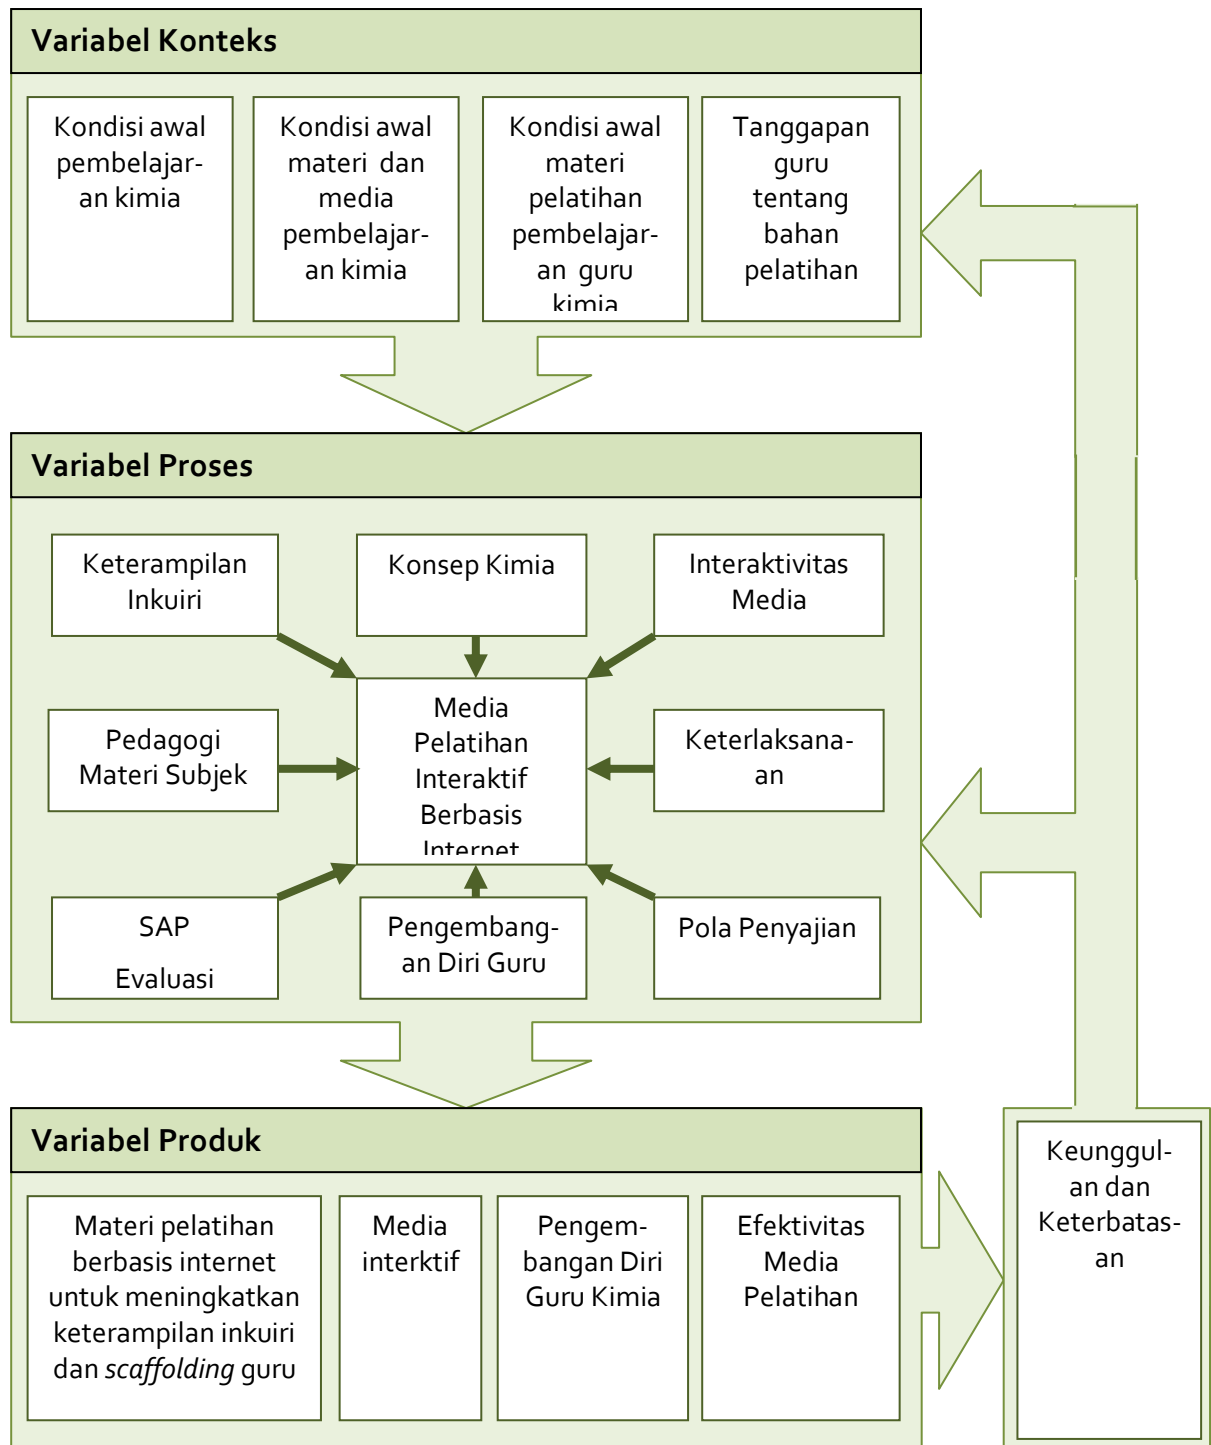 Variabel Konteks
Kondisi awal
pembelajar-
an kimia
Kondisi awal
materi dan
media
pembelajar-
an kimia
Kondisi awal
materi
pelatihan
pembelajar-
an guru
kimia
Tanggapan
guru
tentang
bahan
pelatihan
Variabel Proses
Keterampilan
Inkuiri
Konsep Kimia
Interaktivitas
Media
Pedagogi
Materi Subjek
Media
Pelatihan
Interaktif
Berbasis
Internet
Keterlaksana-
an
SAP
Evaluasi
Pengembang-
an Diri Guru
Pola Penyajian
Variabel Produk
Materi pelatihan
berbasis internet
untuk meningkatkan
keterampilan inkuiri
dan scaffolding guru
Media
interktif
Pengem-
bangan Diri
Guru Kimia
Efektivitas
Media
Pelatihan
Keunggul-
an dan
Keterbatas-
an